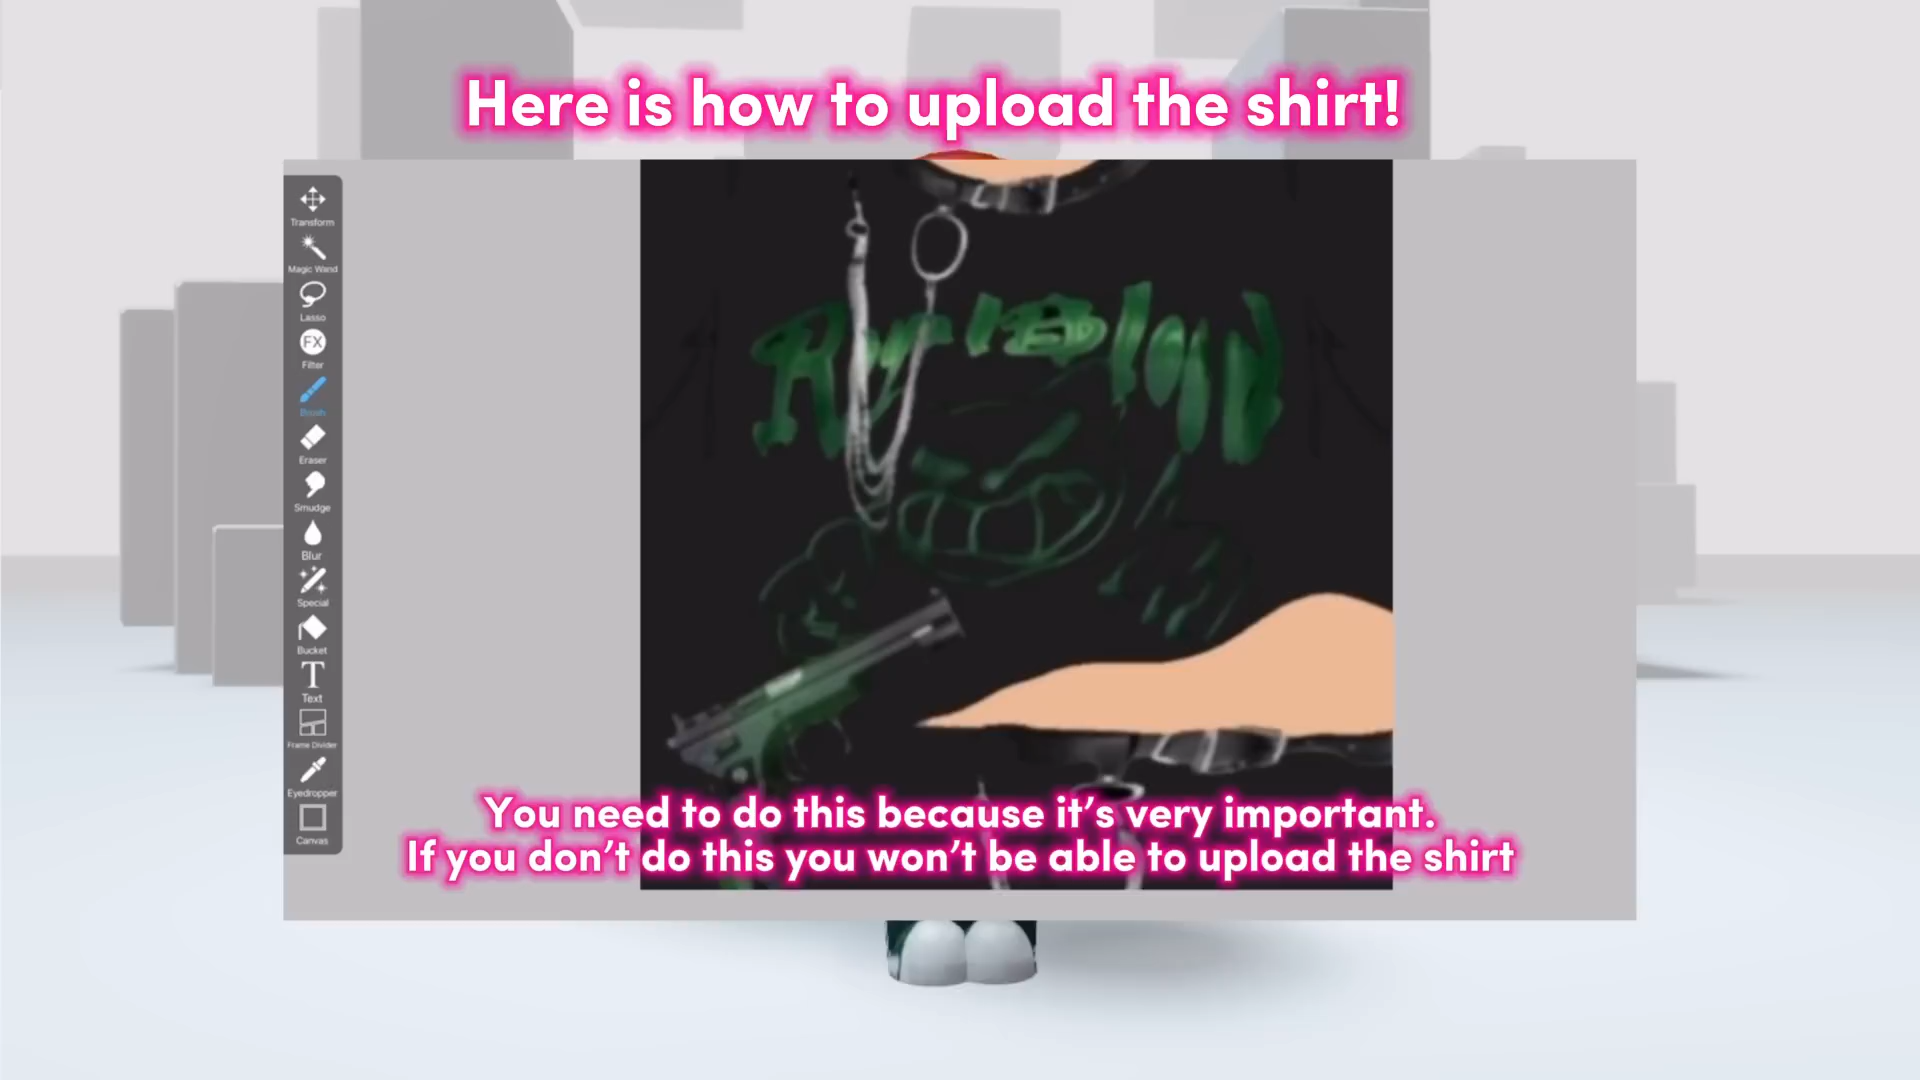 Here is how to upload the shirt!
Transform
Magic Wand
Lasso
FX
Filter
Brush
Eraser
Smudge
Blur
Special
Bucket
T
Text
Frame Divider
Eyedropper
Canvas
You need to do this because it's very important.
If you don't do this you won't be able to upload the shirt